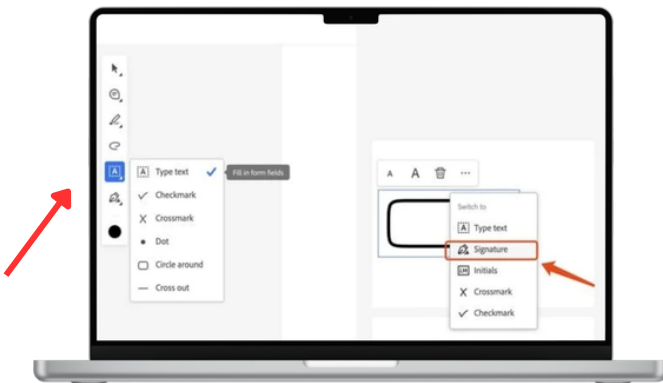 Type text
Fill in form fields
Checkmark
Crossmark
Dot
Circle around
Cross out
A A ...
Switch to
A Type text
Signature
Initials
Crossmark
Checkmark